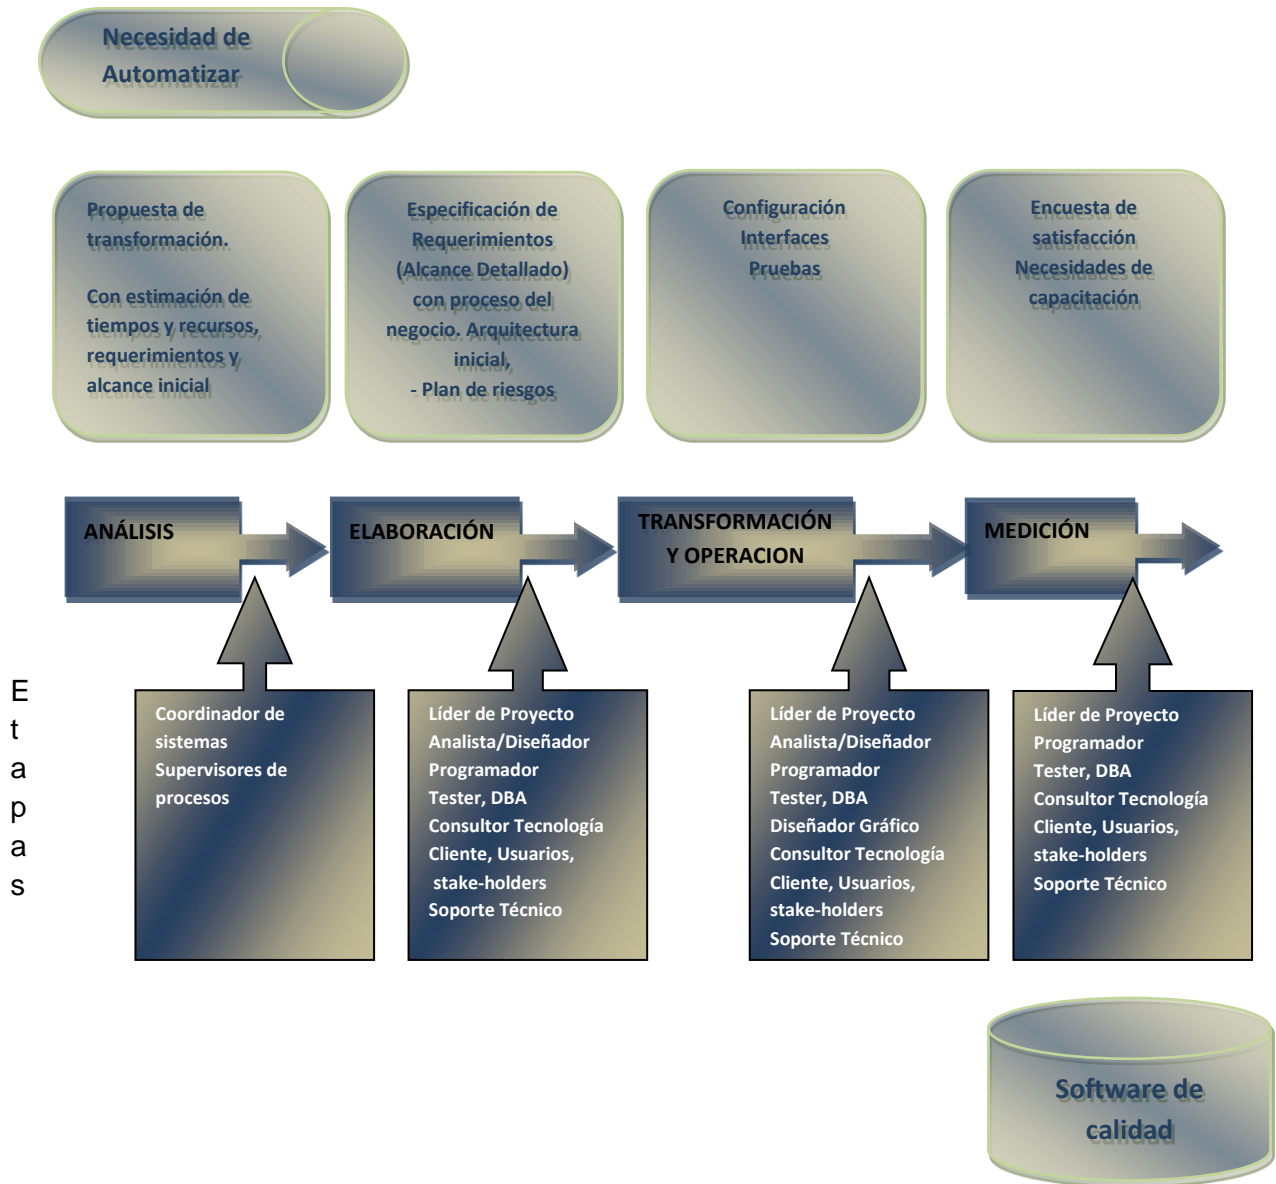 Necesidad de
Automatizar
Propuesta de
transformación.
Con estimación de
tiempos y recursos,
requerimientos y
alcance inicial
Especificación de
Requerimientos
(Alcance Detallado)
con proceso del
negocio. Arquitectura
inicial,
- Plan de riesgos
Configuración
Interfaces
Pruebas
Encuesta de
satisfacción
Necesidades de
capacitación
ANÁLISIS
ELABORACIÓN
TRANSFORMACIÓN
Y OPERACION
MEDICIÓN
Etapas
Coordinador de
sistemas
Supervisores de
procesos
Líder de Proyecto
Analista/Diseñador
Programador
Tester, DBA
Consultor Tecnología
Cliente, Usuarios,
stake-holders
Soporte Técnico
Líder de Proyecto
Analista/Diseñador
Programador
Tester, DBA
Diseñador Gráfico
Consultor Tecnología
Cliente, Usuarios,
stake-holders
Soporte Técnico
Líder de Proyecto
Programador
Tester, DBA
Consultor Tecnología
Cliente, Usuarios,
stake-holders
Soporte Técnico
Software de
calidad